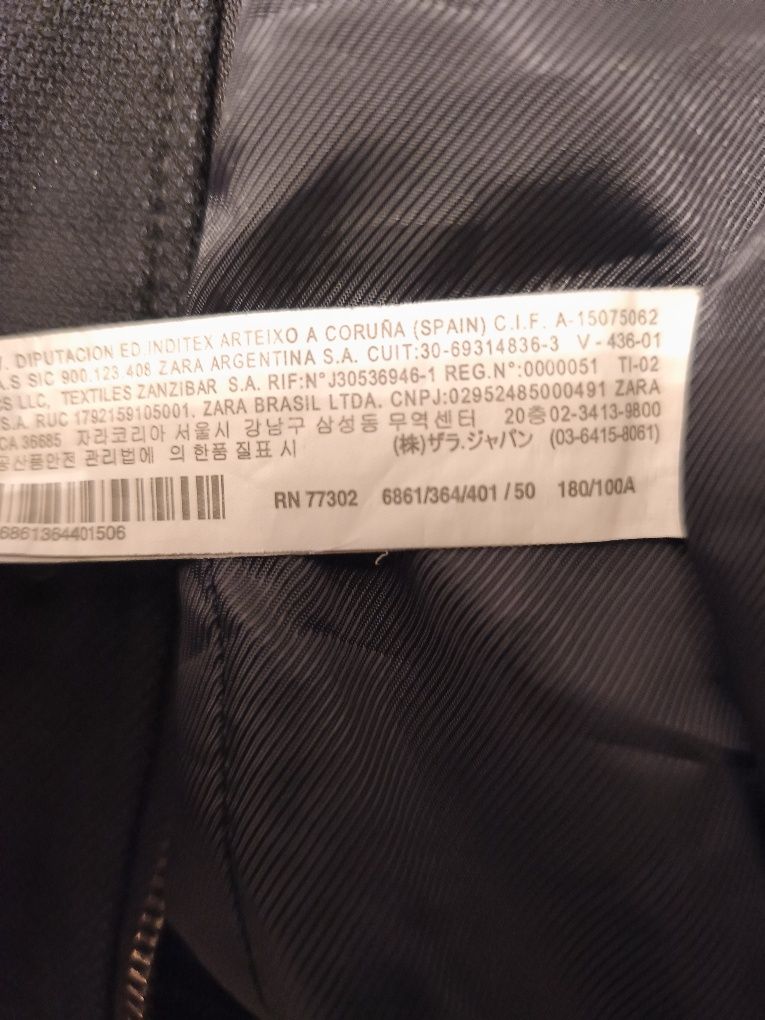 . DIPUTACION ED.INDITEX ARTEIXO A CORUÑA (SPAIN) C.I.F. A-15075062
A.S SIC 900.123.408 ZARA ARGENTINA S.A. CUIT:30-69314836-3 V - 436-01
LLC, TEXTILES ZANZIBAR S.A. RIF:N° J30536946-1 REG.N°:0000051 TI-02
S.A. RUC 1792159105001. ZARA BRASIL LTDA. CNPJ:02952485000491 ZARA
CA 36685 자라코리아 서울시 강남구 삼성동 무역센터 20층 02-3413-9800
공산품안전 관리법에 의한품질표시 (株)ザラ.ジャパン (03-6415-8061)
RN 77302 6861/364/401 / 50 180/100A
6861364401506